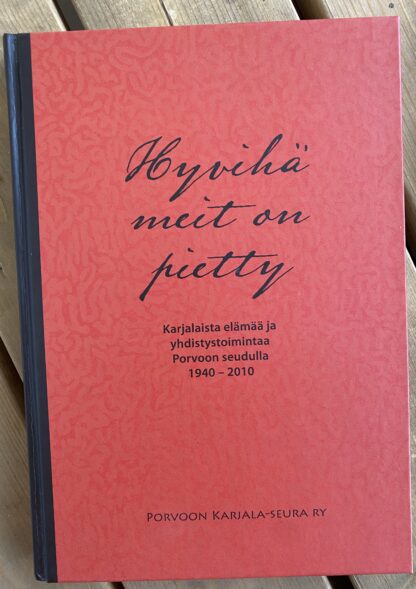 Hyvihä
meit on
pietty
Karjalaista elämää ja
yhdistystoimintaa
Porvoon seudulla
1940 – 2010
Porvoon Karjala-seura ry